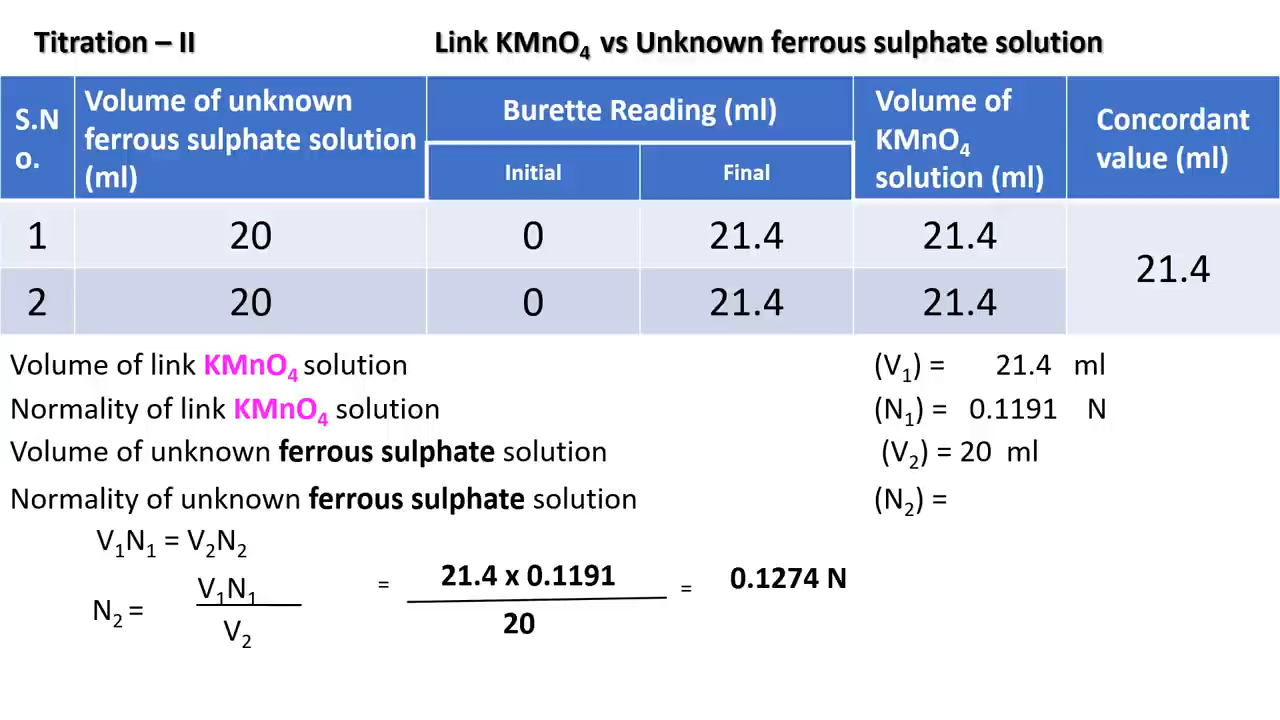 Titration – II Link KMnO4 vs Unknown ferrous sulphate solution
S.N
o.
Volume of unknown
ferrous sulphate solution
(ml)
Burette Reading (ml)
Initial Final
Volume of
KMnO4
solution (ml)
Concordant
value (ml)
1 20 0 21.4 21.4
21.4
2 20 0 21.4 21.4
Volume of link KMnO4 solution (V1) = 21.4 ml
Normality of link KMnO4 solution (N1) = 0.1191 N
Volume of unknown ferrous sulphate solution (V2) = 20 ml
Normality of unknown ferrous sulphate solution (N2) =
V1N1 = V2N2
N2 = V1N1 = 21.4 x 0.1191 = 0.1274 N
V2 20